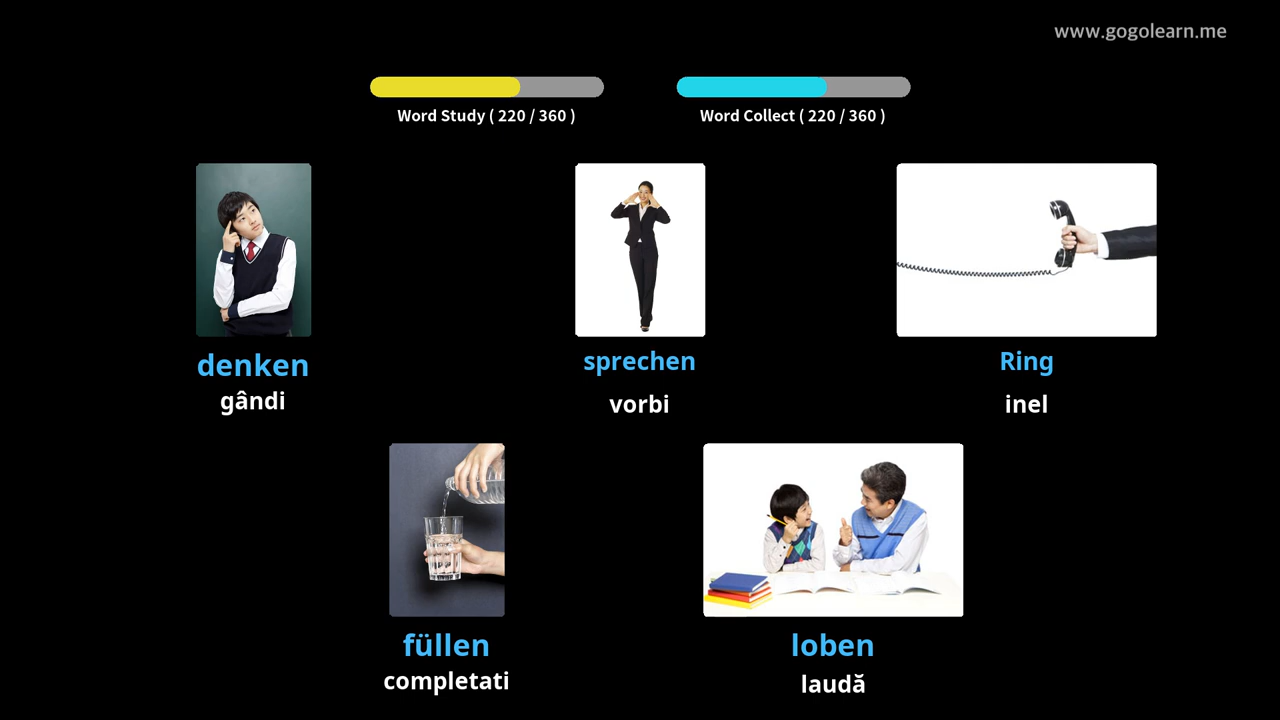 www.gogolearn.me
Word Study ( 220 / 360 )
Word Collect ( 220 / 360 )
denken
gândi
sprechen
vorbi
Ring
inel
füllen
completati
loben
laudă